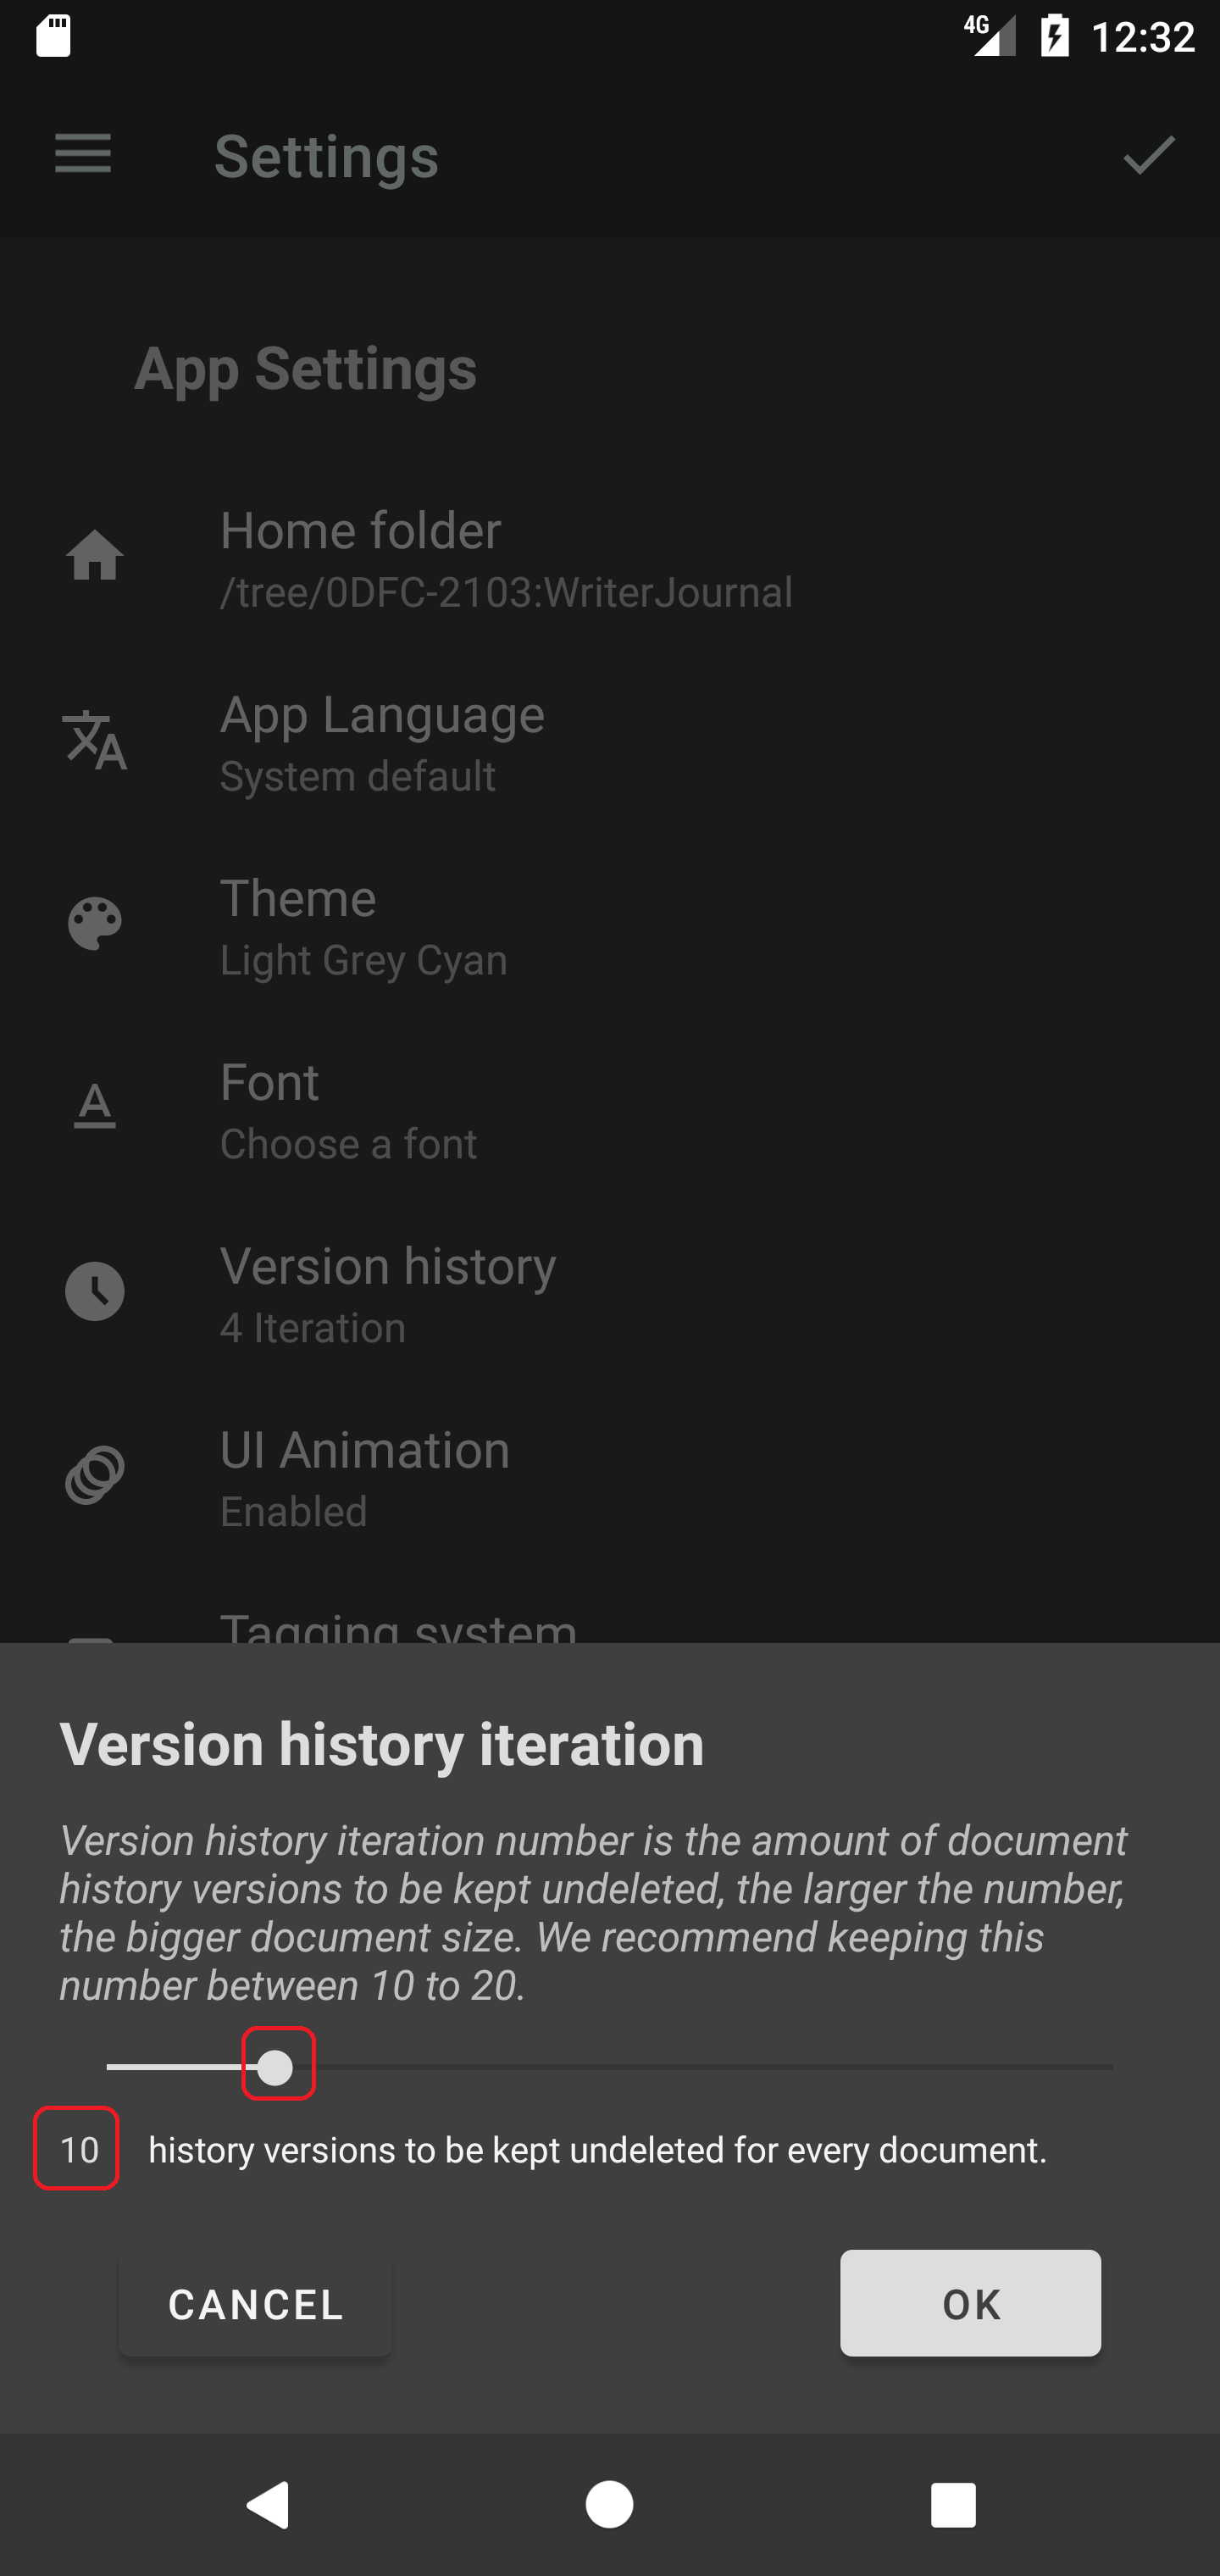 4G 12:32
Settings
App Settings
Home folder
/tree/0DFC-2103:WriterJournal
App Language
System default
Theme
Light Grey Cyan
Font
Choose a font
Version history
4 Iteration
UI Animation
Enabled
Tagging system
Version history iteration
Version history iteration number is the amount of document
history versions to be kept undeleted, the larger the number,
the bigger document size. We recommend keeping this
number between 10 to 20.
10 history versions to be kept undeleted for every document.
CANCEL OK